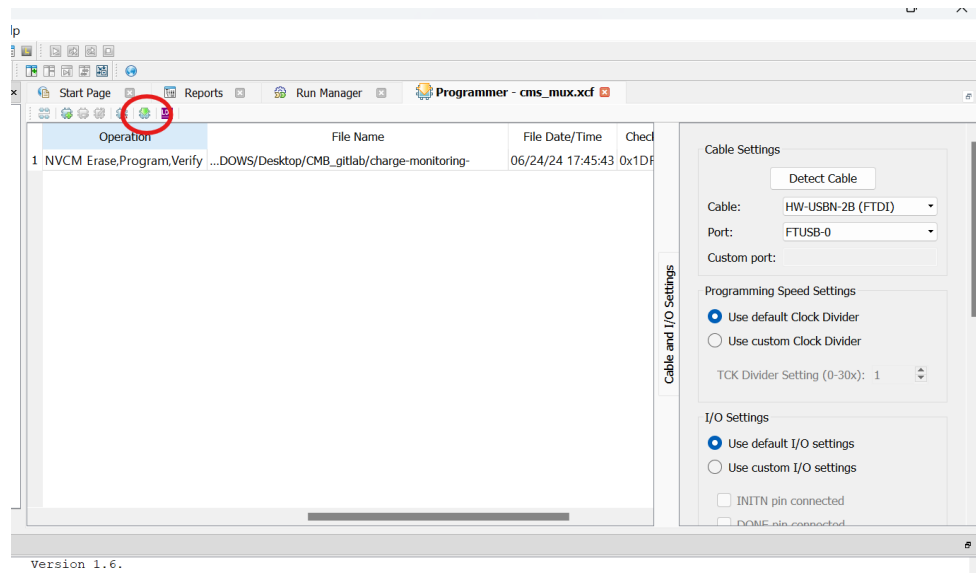 lp
Start Page Reports Run Manager Programmer - cms_mux.xcf
Operation File Name File Date/Time Check
1 NVCM Erase,Program,Verify ...DOWS/Desktop/CMB_gitlab/charge-monitoring- 06/24/24 17:45:43 0x1DF
Cable and I/O Settings
Cable Settings
Detect Cable
Cable: HW-USBN-2B (FTDI)
Port: FTUSB-0
Custom port:
Programming Speed Settings
Use default Clock Divider
Use custom Clock Divider
TCK Divider Setting (0-30x): 1
I/O Settings
Use default I/O settings
Use custom I/O settings
INITN pin connected
DONE pin connected
Version 1.6.